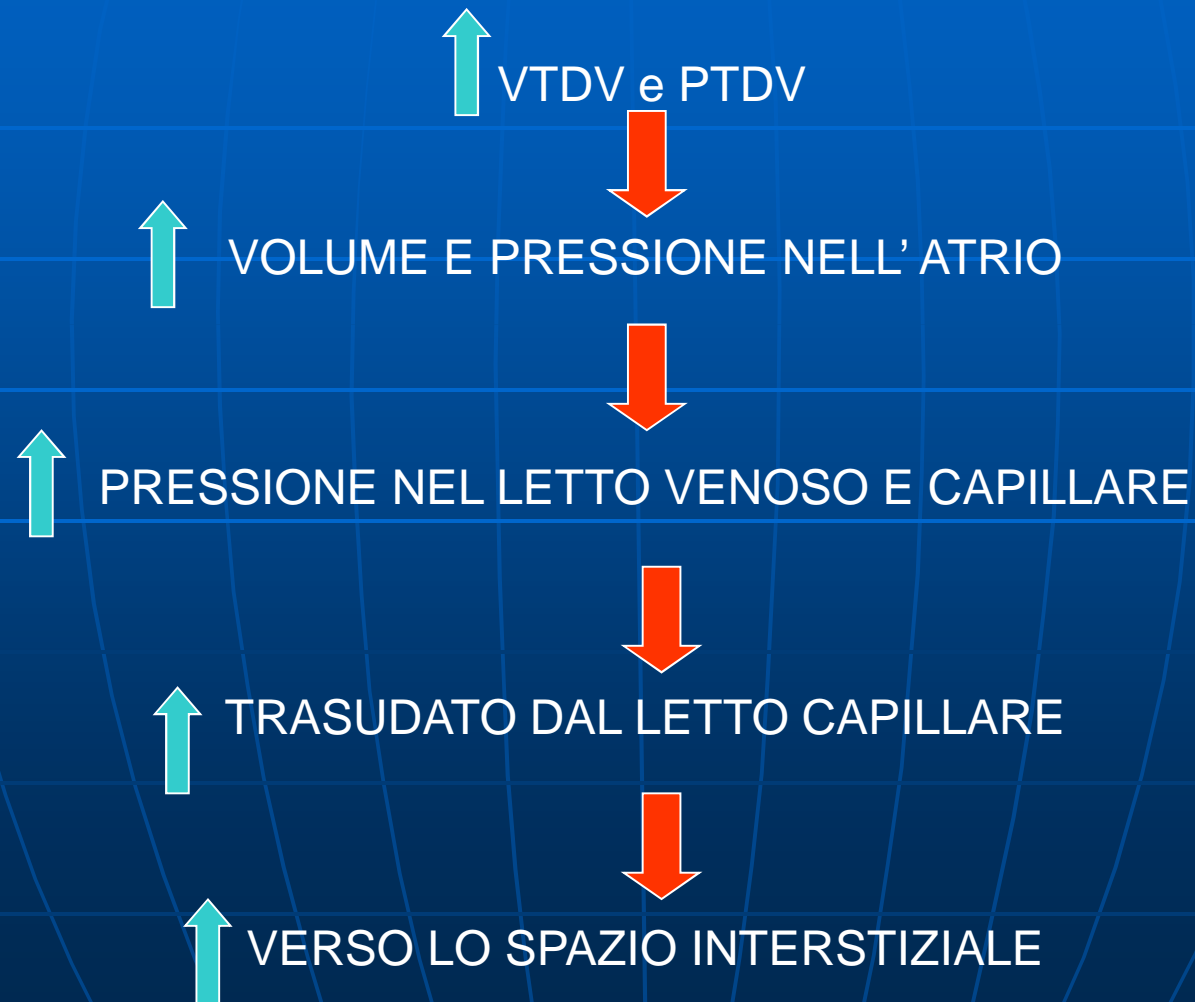 VTDV e PTDV
VOLUME E PRESSIONE NELL’ ATRIO
PRESSIONE NEL LETTO VENOSO E CAPILLARE
TRASUDATO DAL LETTO CAPILLARE
VERSO LO SPAZIO INTERSTIZIALE